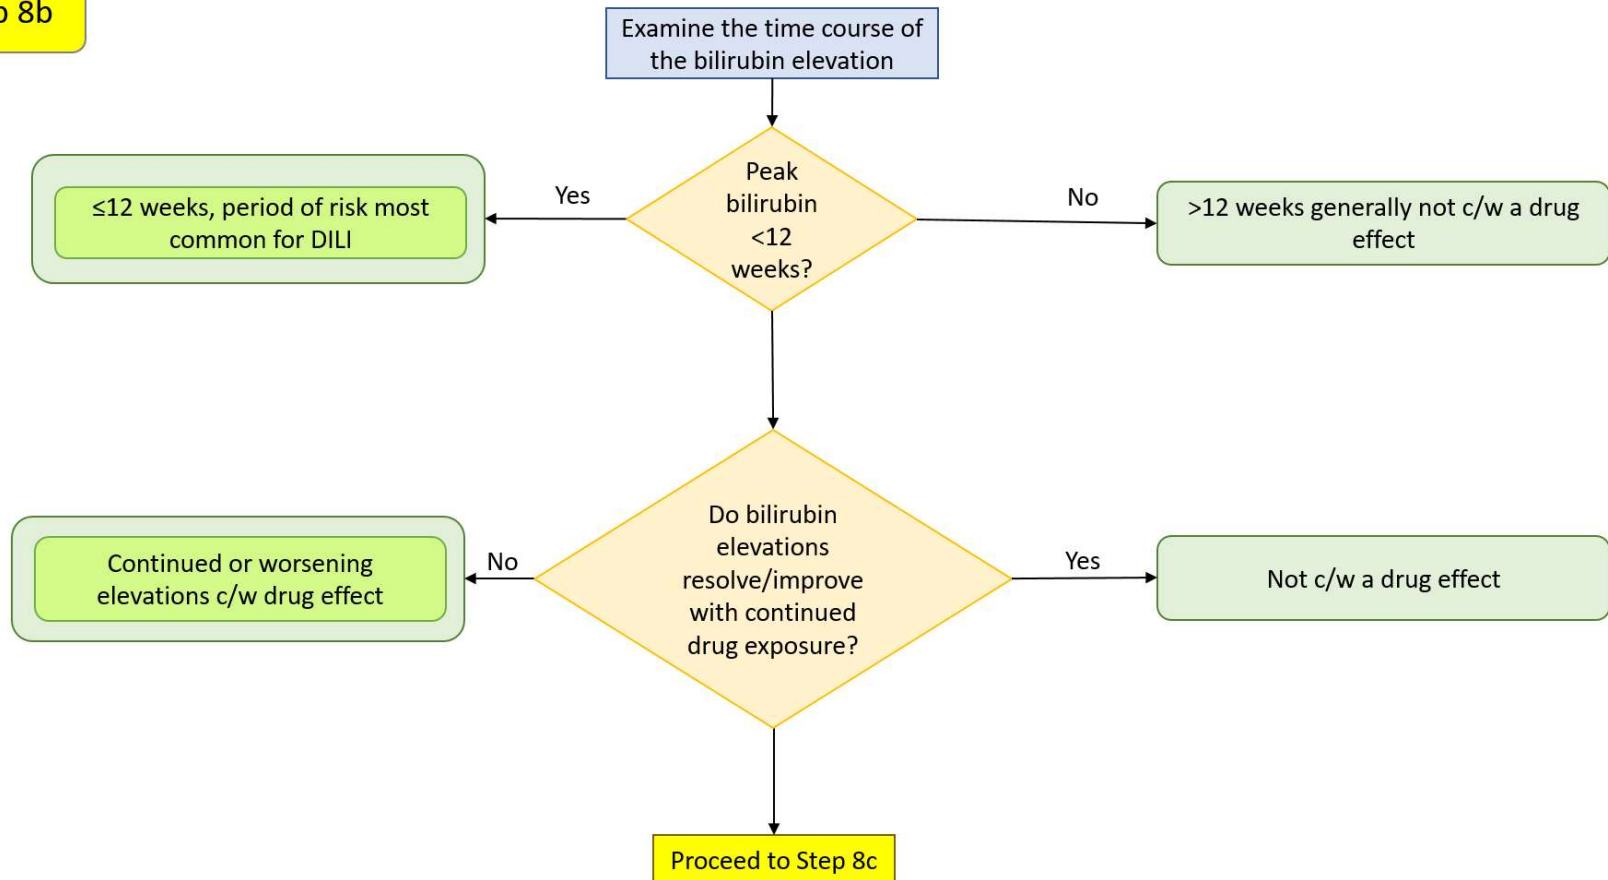 p 8b
Examine the time course of
the bilirubin elevation
Peak
bilirubin
<12
weeks?
Yes
No
≤12 weeks, period of risk most
common for DILI
>12 weeks generally not c/w a drug
effect
Do bilirubin
elevations
resolve/improve
with continued
drug exposure?
No
Yes
Continued or worsening
elevations c/w drug effect
Not c/w a drug effect
Proceed to Step 8c